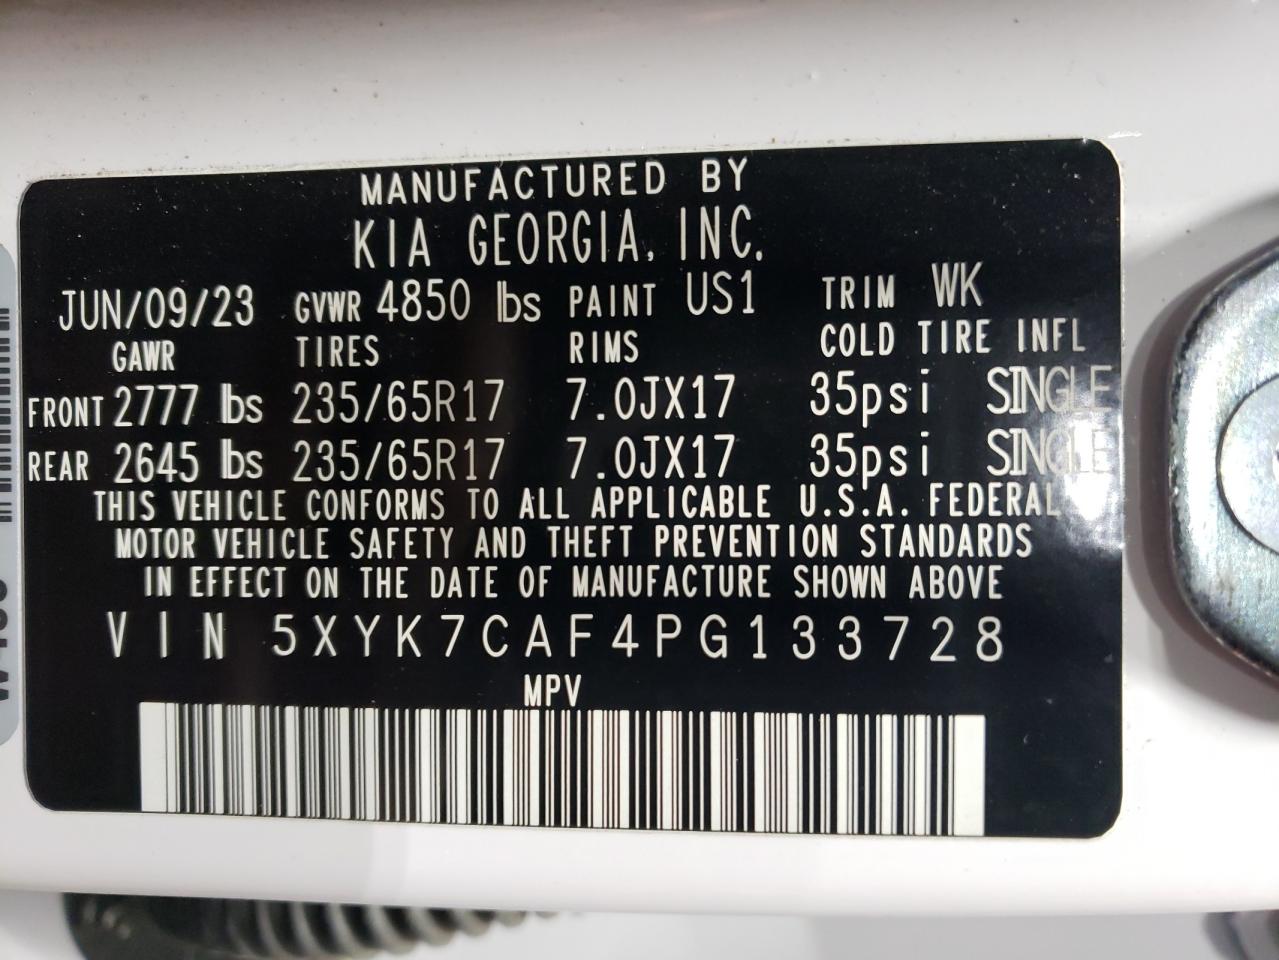 MANUFACTURED BY
KIA GEORGIA, INC.
JUN/09/23 GVWR 4850 lbs PAINT US1 TRIM WK
GAWR TIRES RIMS COLD TIRE INFL
FRONT 2777 lbs 235/65R17 7.0JX17 35psi SINGLE
REAR 2645 lbs 235/65R17 7.0JX17 35psi SINGLE
THIS VEHICLE CONFORMS TO ALL APPLICABLE U.S.A. FEDERAL
MOTOR VEHICLE SAFETY AND THEFT PREVENTION STANDARDS
IN EFFECT ON THE DATE OF MANUFACTURE SHOWN ABOVE
VIN 5XYK7CAF4PG133728
MPV